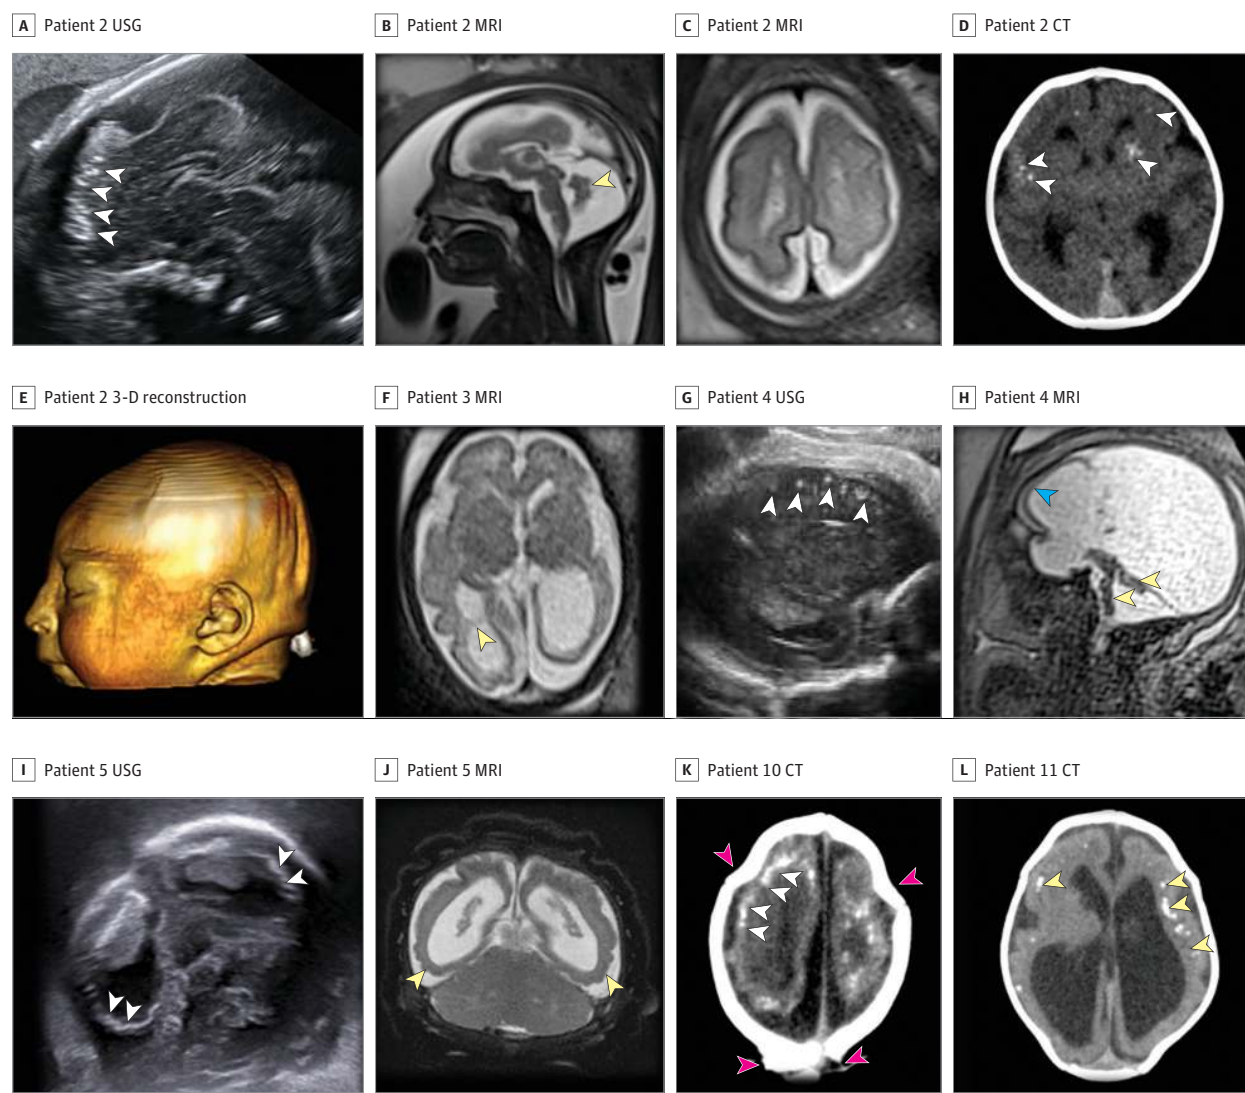 A Patient 2 USG
B Patient 2 MRI
C Patient 2 MRI
D Patient 2 CT
E Patient 2 3-D reconstruction
F Patient 3 MRI
G Patient 4 USG
H Patient 4 MRI
I Patient 5 USG
J Patient 5 MRI
K Patient 10 CT
L Patient 11 CT